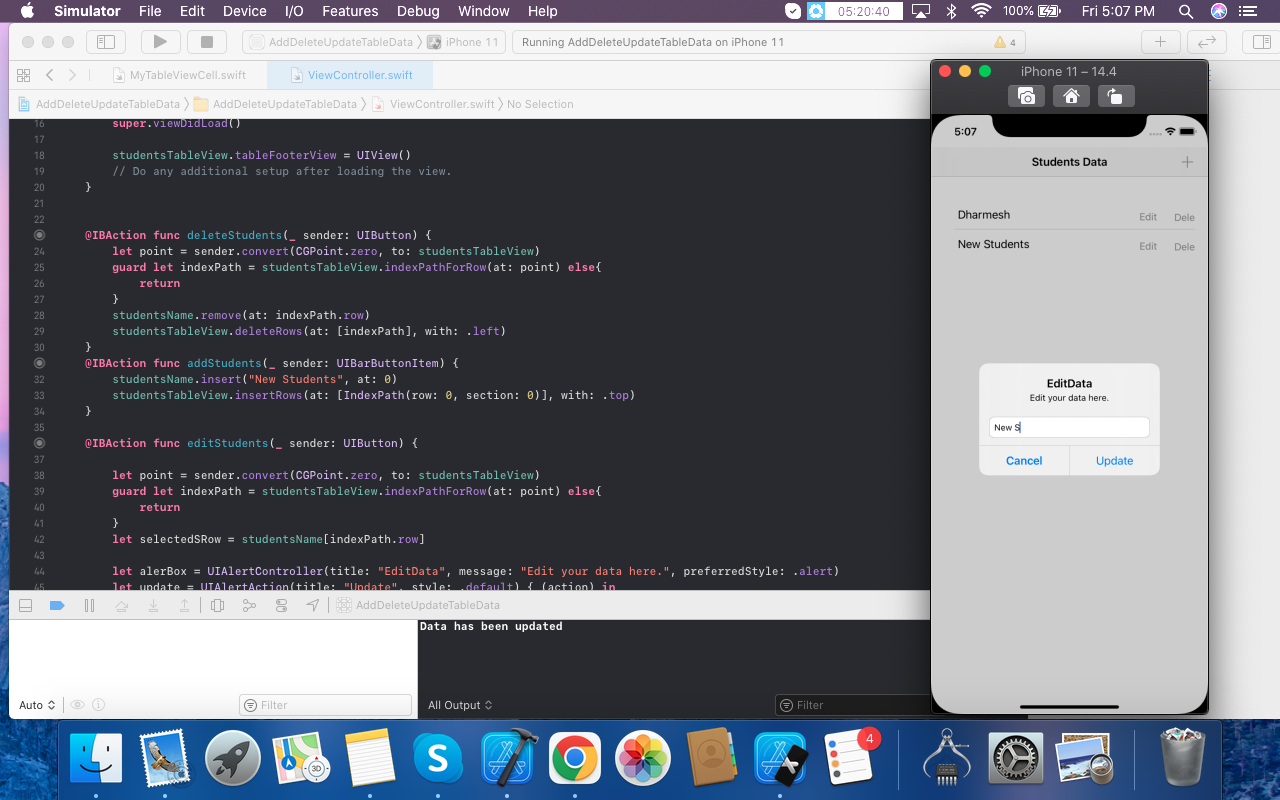 Simulator File Edit Device I/O Features Debug Window Help 05:20:40 100% Fri 5:07 PM
AddDeleteUpdateTableData iPhone 11 Running AddDeleteUpdateTableData on iPhone 11 4
MyTableViewCell.swift ViewController.swift
AddDeleteUpdateTableData AddDeleteUpdateTableData ViewController.swift No Selection
16 super.viewDidLoad()
17
18 studentsTableView.tableFooterView = UIView()
19 // Do any additional setup after loading the view.
20 }
21
22
@IBAction func deleteStudents(_ sender: UIButton) {
24 let point = sender.convert(CGPoint.zero, to: studentsTableView)
25 guard let indexPath = studentsTableView.indexPathForRow(at: point) else{
26 return
27 }
28 studentsName.remove(at: indexPath.row)
29 studentsTableView.deleteRows(at: [indexPath], with: .left)
30 }
@IBAction func addStudents(_ sender: UIBarButtonItem) {
32 studentsName.insert("New Students", at: 0)
33 studentsTableView.insertRows(at: [IndexPath(row: 0, section: 0)], with: .top)
34 }
35
@IBAction func editStudents(_ sender: UIButton) {
37
38 let point = sender.convert(CGPoint.zero, to: studentsTableView)
39 guard let indexPath = studentsTableView.indexPathForRow(at: point) else{
40 return
41 }
42 let selectedSRow = studentsName[indexPath.row]
43
44 let alerBox = UIAlertController(title: "EditData", message: "Edit your data here.", preferredStyle: .alert)
45 let update = UIAlertAction(title: "Update", style: .default) { (action) in
AddDeleteUpdateTableData
Data has been updated
Auto Filter All Output Filter
iPhone 11 – 14.4
5:07
Students Data
Dharmesh Edit Dele
New Students Edit Dele
EditData
Edit your data here.
New S
Cancel Update
3D
S
4